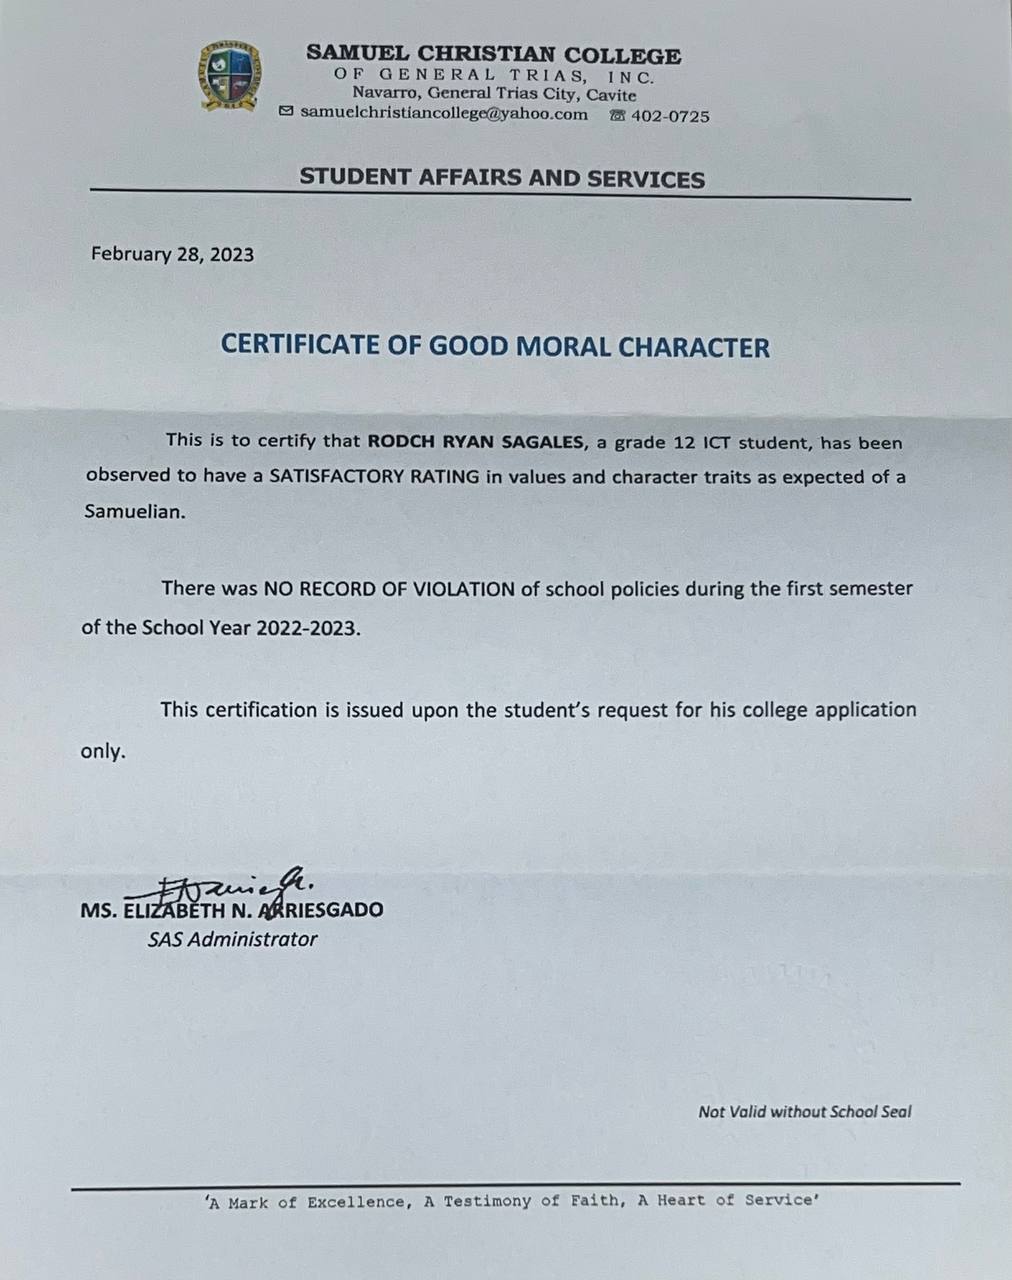 SAMUEL CHRISTIAN COLLEGE
OF GENERAL TRIAS, INC.
Navarro, General Trias City, Cavite
samuelchristiancollege@yahoo.com 402-0725
STUDENT AFFAIRS AND SERVICES
February 28, 2023
CERTIFICATE OF GOOD MORAL CHARACTER
This is to certify that RODCH RYAN SAGALES, a grade 12 ICT student, has been
observed to have a SATISFACTORY RATING in values and character traits as expected of a
Samuelian.
There was NO RECORD OF VIOLATION of school policies during the first semester
of the School Year 2022-2023.
This certification is issued upon the student's request for his college application
only.
MS. ELIZABETH N. ARRIESGADO
SAS Administrator
Not Valid without School Seal
'A Mark of Excellence, A Testimony of Faith, A Heart of Service'